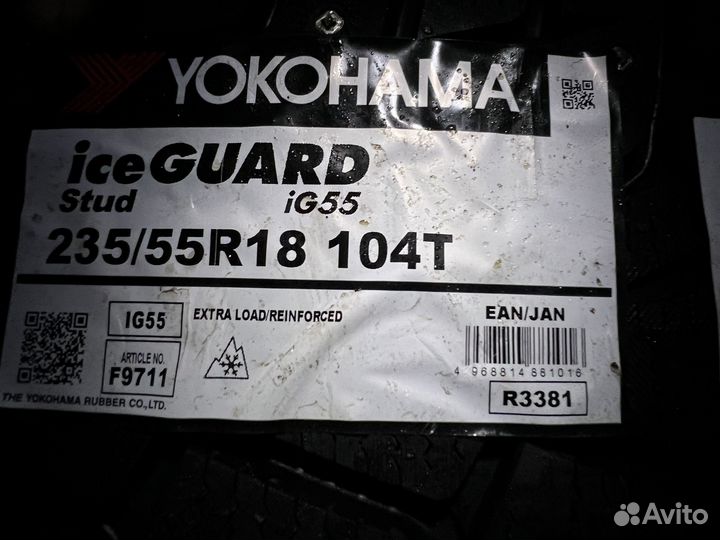 YOKOHAMA
iceGUARD
Stud iG55
235/55R18 104T
IG55
EXTRA LOAD/REINFORCED
EAN/JAN
ARTICLE NO.
F9711
4 968814 861016
R3381
THE YOKOHAMA RUBBER CO.,LTD.
Avito